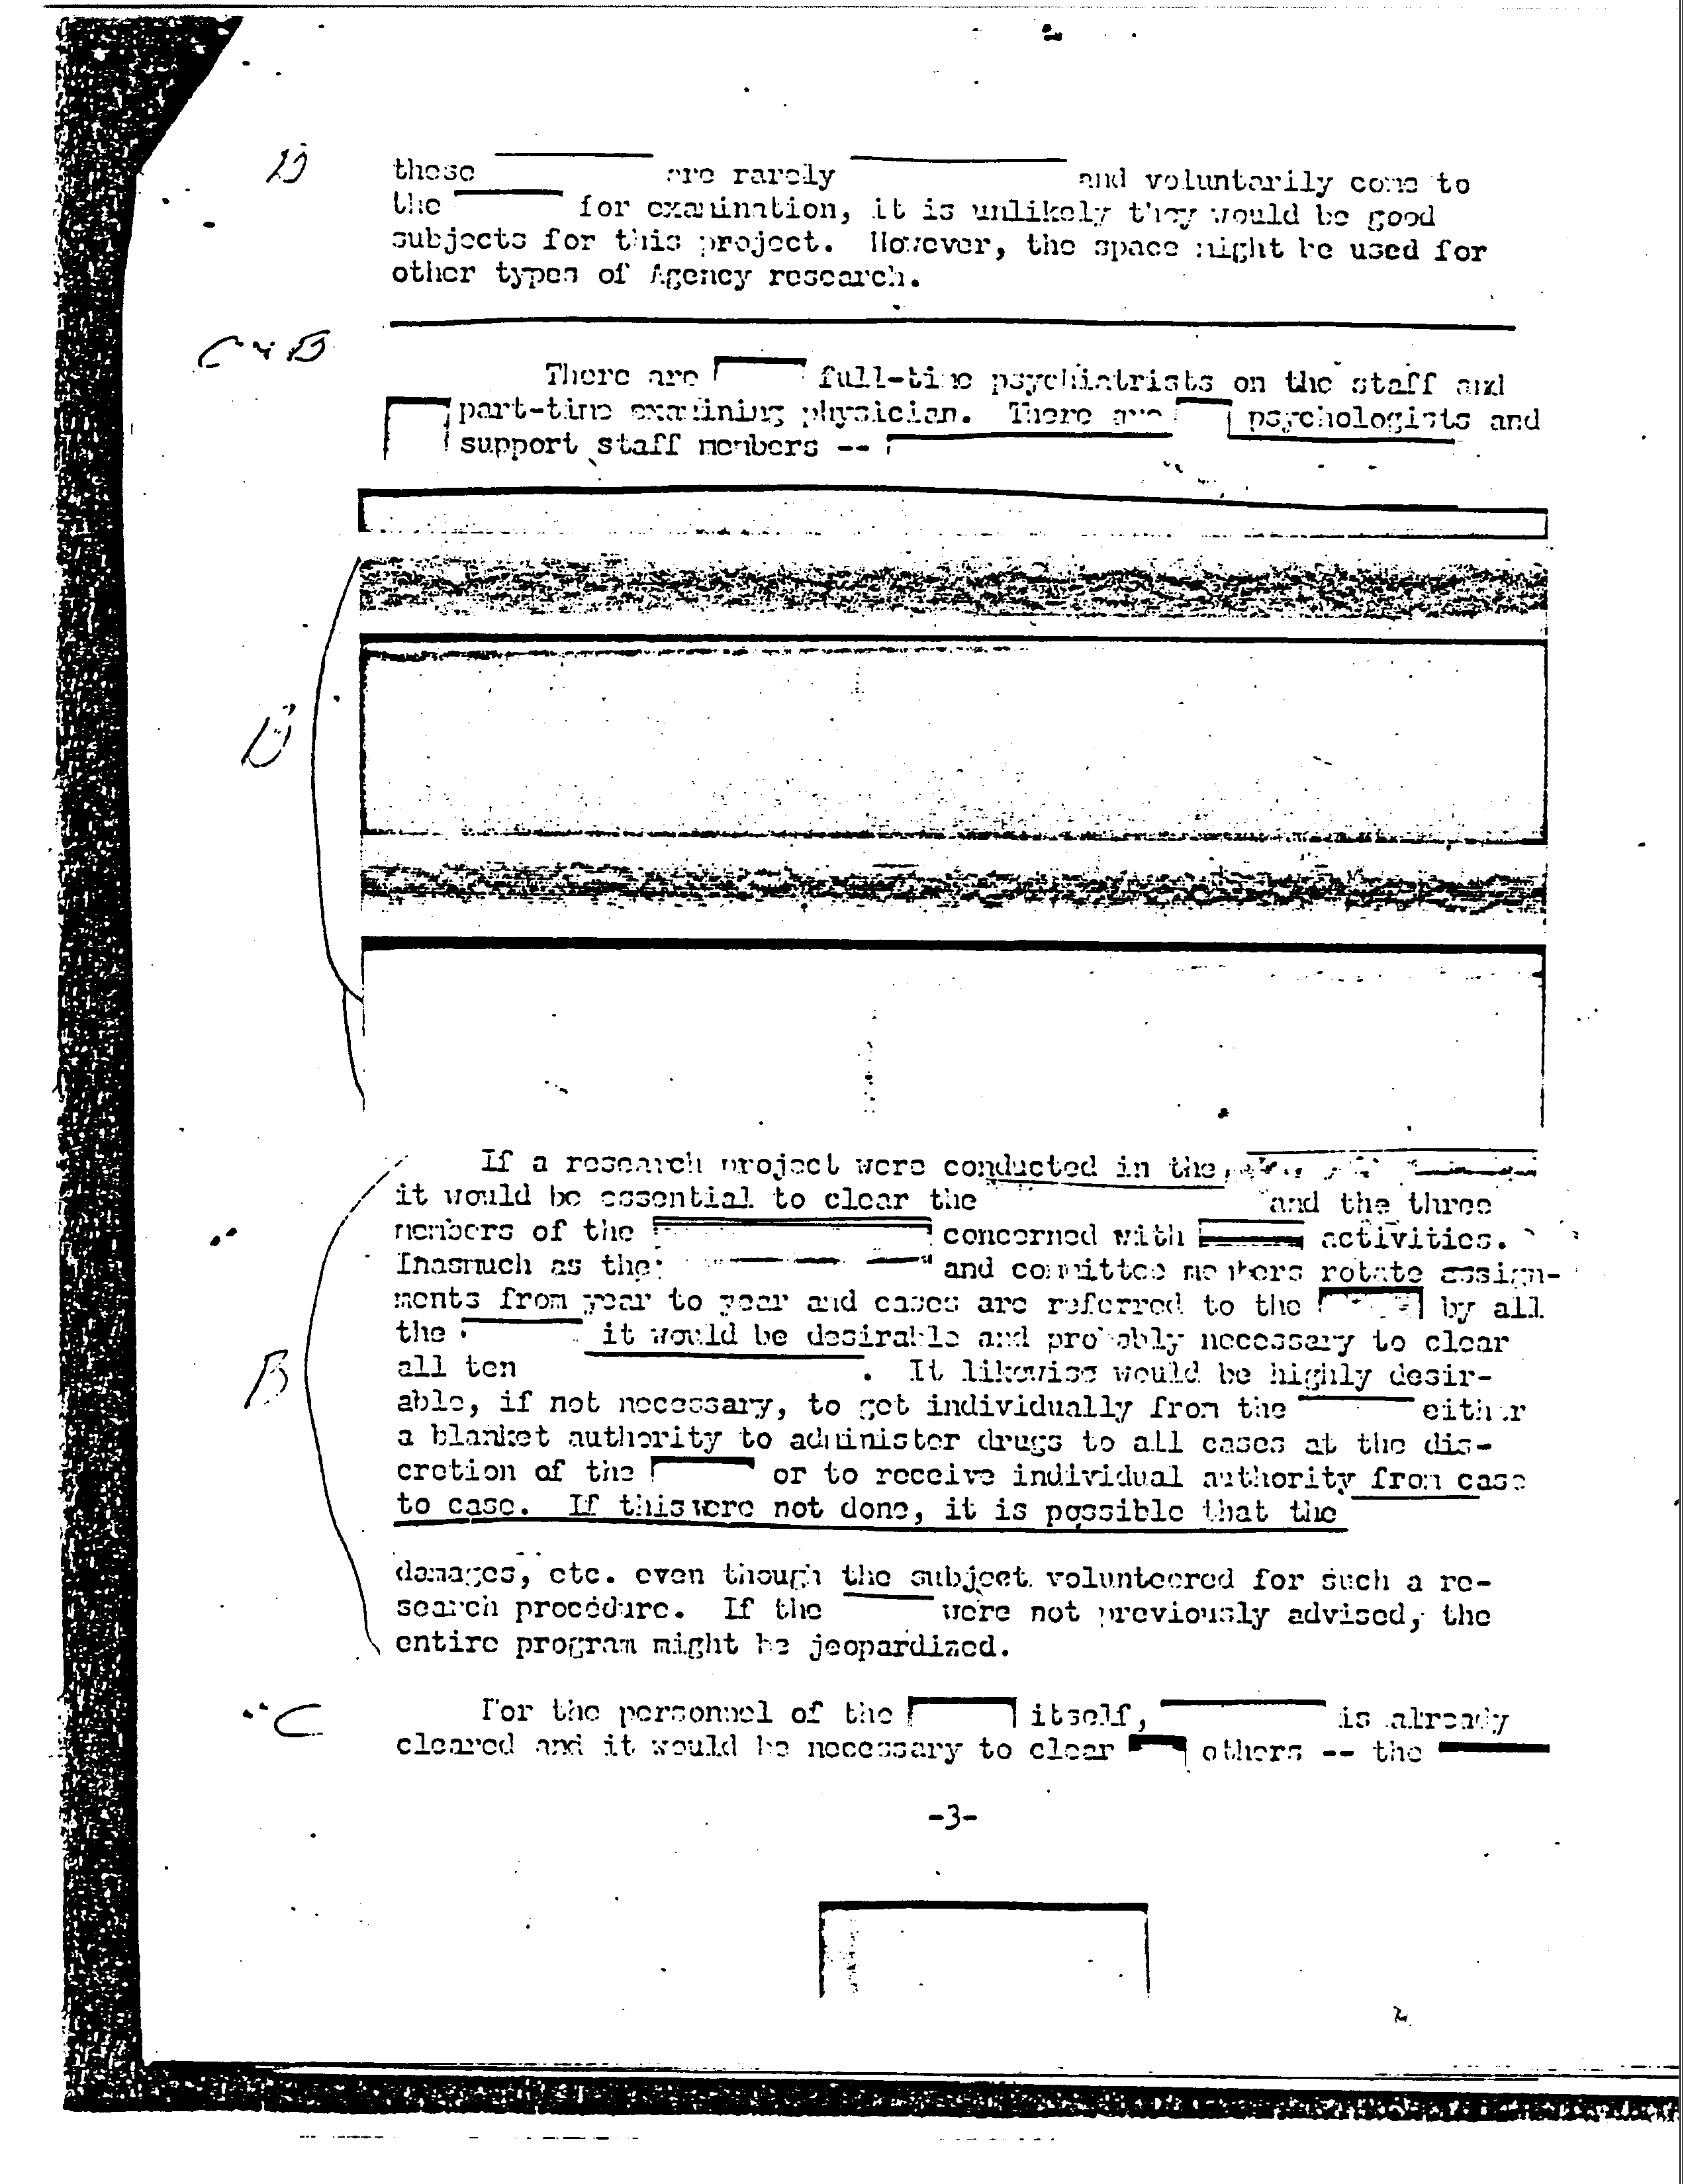 B
these are rarely and voluntarily come to
the for examination, it is unlikely they would be good
subjects for this project. However, the space might be used for
other types of Agency research.
C B
There are full-time psychiatrists on the staff and
part-time examining physician. There are psychologists and
support staff members --
B
If a research project were conducted in the
it would be essential to clear the and the three
members of the concerned with activities.
Inasmuch as the and committee members rotate assign-
ments from year to year and cases are referred to the by all
the it would be desirable and probably necessary to clear
all ten . It likewise would be highly desir-
B
able, if not necessary, to get individually from the either
a blanket authority to administer drugs to all cases at the dis-
cretion of the or to receive individual authority from case
to case. If this were not done, it is possible that the
damages, etc. even though the subject volunteered for such a re-
search procedure. If the were not previously advised, the
entire program might be jeopardized.
C
For the personnel of the itself, is already
cleared and it would be necessary to clear others -- the
-3-